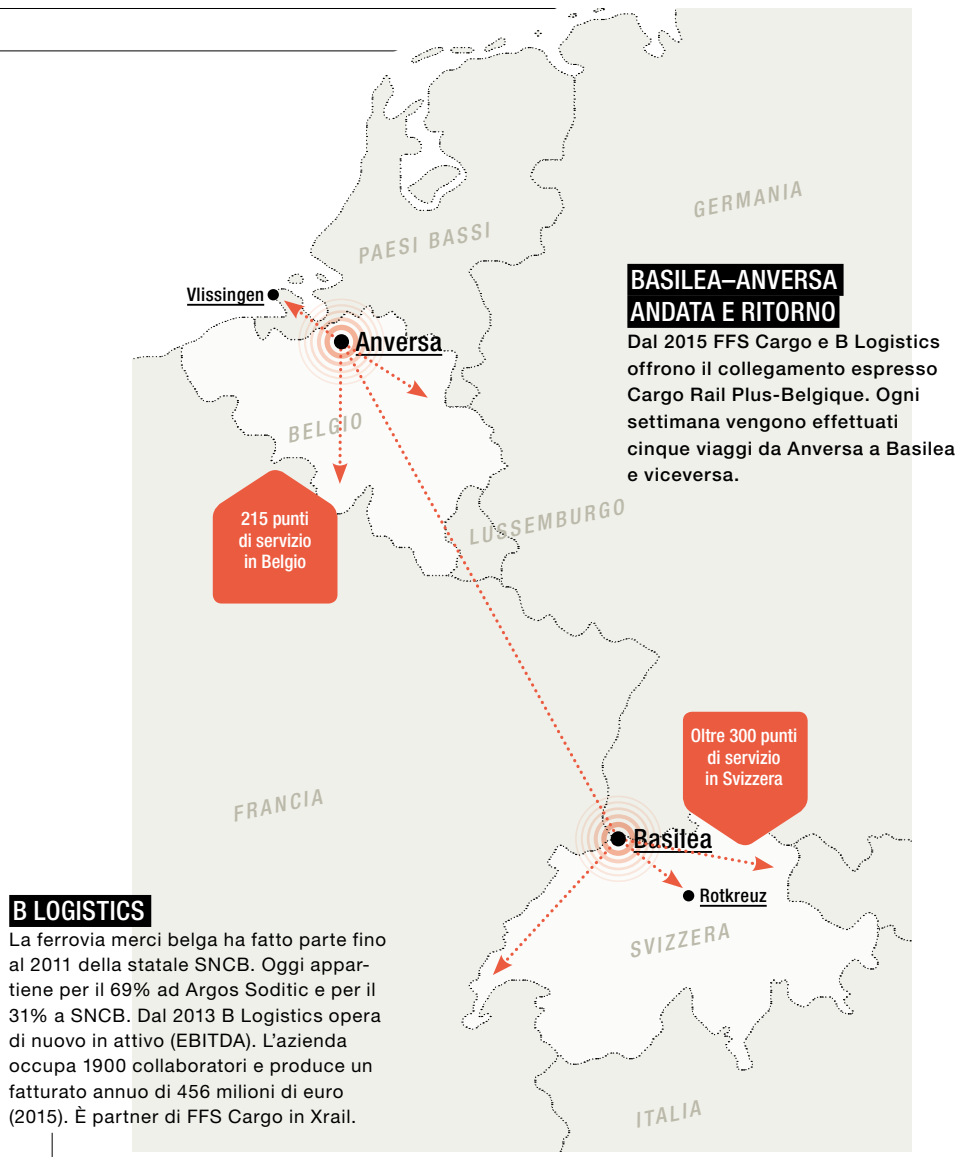 GERMANIA
PAESI BASSI
Vlissingen
Anversa
BELGIO
BASILEA–ANVERSA
ANDATA E RITORNO
Dal 2015 FFS Cargo e B Logistics
offrono il collegamento espresso
Cargo Rail Plus-Belgique. Ogni
settimana vengono effettuati
cinque viaggi da Anversa a Basilea
e viceversa.
215 punti
di servizio
in Belgio
LUSSEMBURGO
Oltre 300 punti
di servizio
in Svizzera
FRANCIA
Basilea
Rotkreuz
SVIZZERA
B LOGISTICS
La ferrovia merci belga ha fatto parte fino
al 2011 della statale SNCB. Oggi appar-
tiene per il 69% ad Argos Soditic e per il
31% a SNCB. Dal 2013 B Logistics opera
di nuovo in attivo (EBITDA). L’azienda
occupa 1900 collaboratori e produce un
fatturato annuo di 456 milioni di euro
(2015). È partner di FFS Cargo in Xrail.
ITALIA